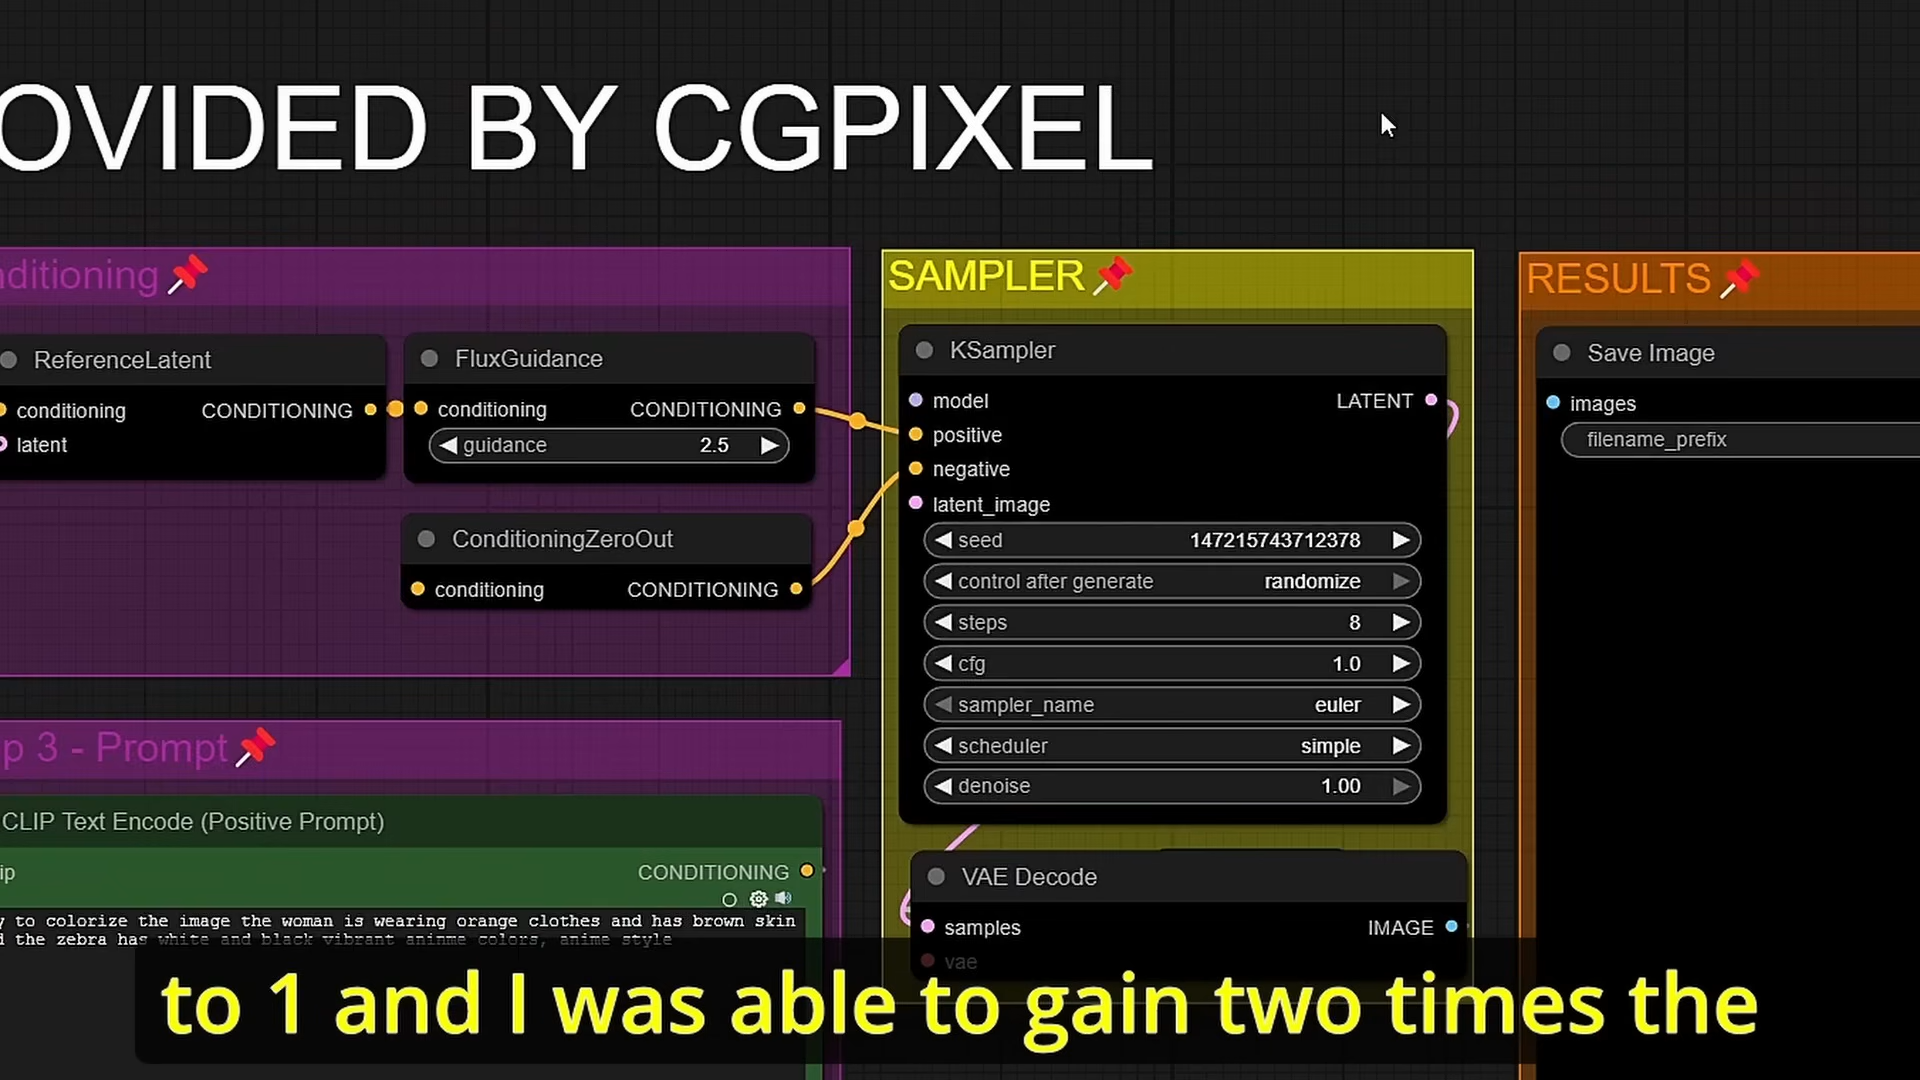 OVIDED BY CGPIXEL
nditioning
SAMPLER
RESULTS
ReferenceLatent
conditioning CONDITIONING
latent
FluxGuidance
conditioning CONDITIONING
guidance 2.5
ConditioningZeroOut
conditioning CONDITIONING
KSampler
model LATENT
positive
negative
latent_image
seed 147215743712378
control after generate randomize
steps 8
cfg 1.0
sampler_name euler
scheduler simple
denoise 1.00
Save Image
images
filename_prefix
p 3 - Prompt
CLIP Text Encode (Positive Prompt)
ip CONDITIONING
y to colorize the image the woman is wearing orange clothes and has brown skin
d the zebra has white and black vibrant aninme colors, anime style
VAE Decode
samples IMAGE
vae
to 1 and I was able to gain two times the